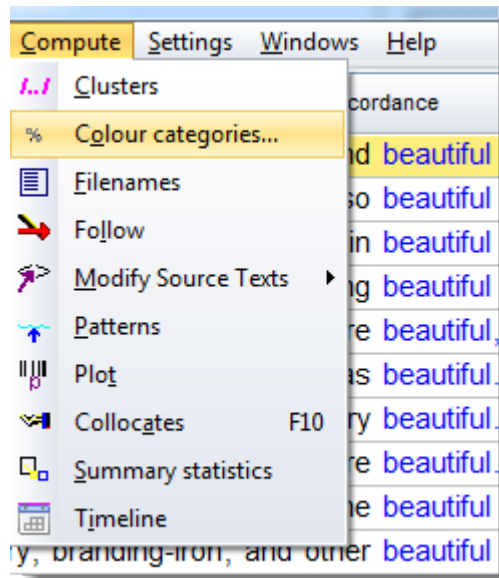 Compute Settings Windows Help
Clusters
cordance
% Colour categories...
nd beautiful
Filenames
so beautiful
Follow
in beautiful
Modify Source Texts
ng beautiful
Patterns
re beautiful,
Plot
as beautiful.
Collocates F10
ry beautiful.
Summary statistics
re beautiful.
Timeline
ne beautiful
ry, branding-iron, and other beautiful